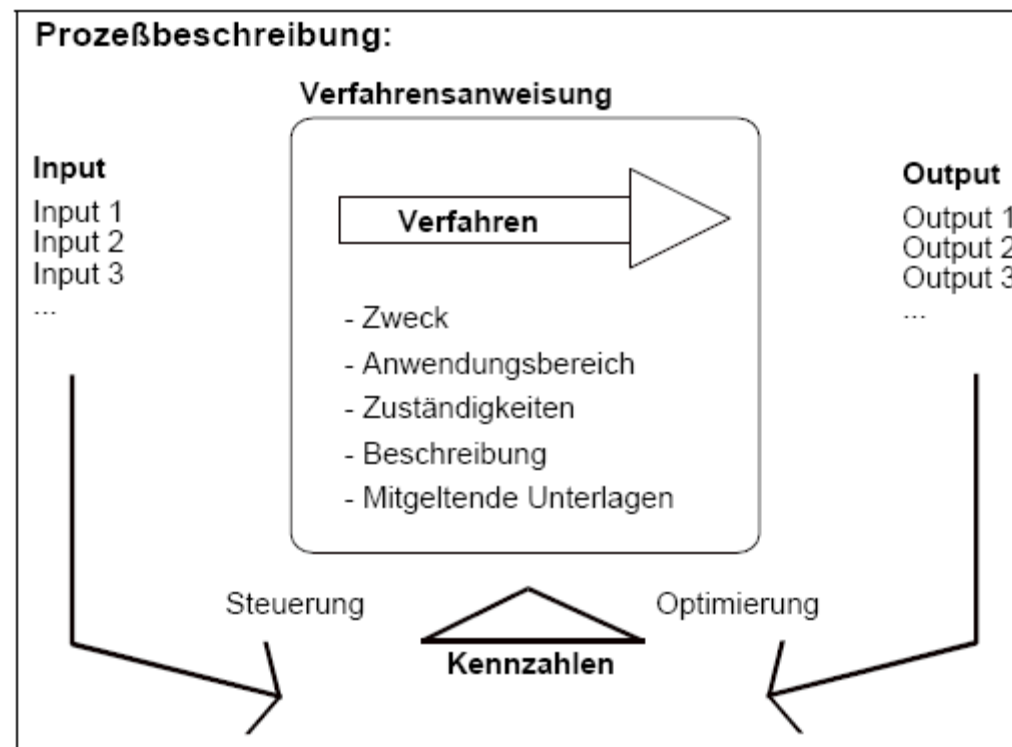 Prozeßbeschreibung:
Verfahrensanweisung
Input
Input 1
Input 2
Input 3
...
Verfahren
- Zweck
- Anwendungsbereich
- Zuständigkeiten
- Beschreibung
- Mitgeltende Unterlagen
Output
Output 1
Output 2
Output 3
...
Steuerung
Optimierung
Kennzahlen